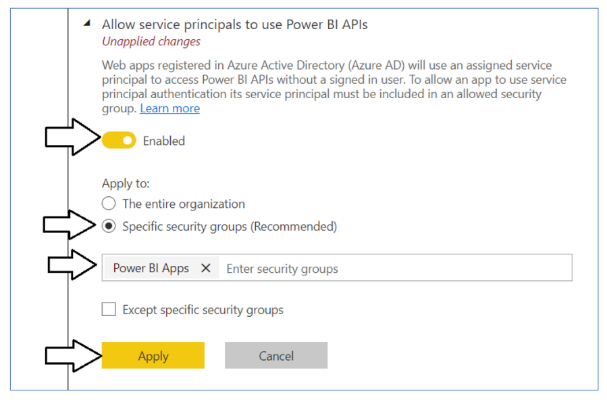 Allow service principals to use Power BI APIs
Unapplied changes
Web apps registered in Azure Active Directory (Azure AD) will use an assigned service
principal to access Power BI APIs without a signed in user. To allow an app to use service
principal authentication its service principal must be included in an allowed security
group. Learn more
Enabled
Apply to:
The entire organization
Specific security groups (Recommended)
Power BI Apps X Enter security groups
Except specific security groups
Apply Cancel